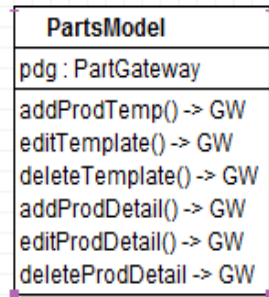 PartsModel
pdg : PartGateway
addProdTemp() -> GW
editTemplate() -> GW
deleteTemplate() -> GW
addProdDetail() -> GW
editProdDetail() -> GW
deleteProdDetail -> GW